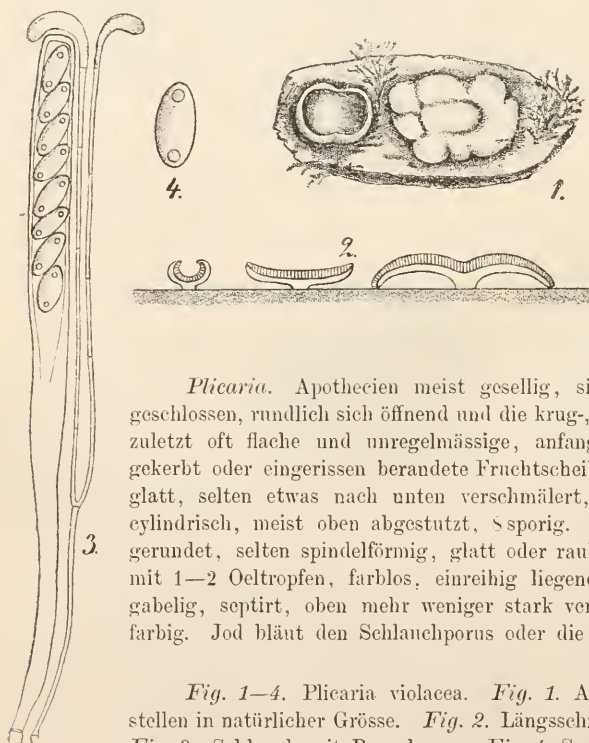 4.
1.
2.
3.
Plicaria. Apothecien meist gesellig, si
geschlossen, rundlich sich öffnend und die krug-,
zuletzt oft flache und unregelmässige, anfang
gekerbt oder eingerissen berandete Fruchtschei
glatt, selten etwas nach unten verschmälert,
cylindrisch, meist oben abgestutzt, 8 sporig.
gerundet, selten spindelförmig, glatt oder rau
mit 1—2 Oeltropfen, farblos, einreihig liegen
gabelig, septirt, oben mehr weniger stark ver
farbig. Jod bläut den Schlauchporus oder die
Fig. 1—4. Plicaria violacea. Fig. 1. A
stellen in natürlicher Grösse. Fig. 2. Längssch